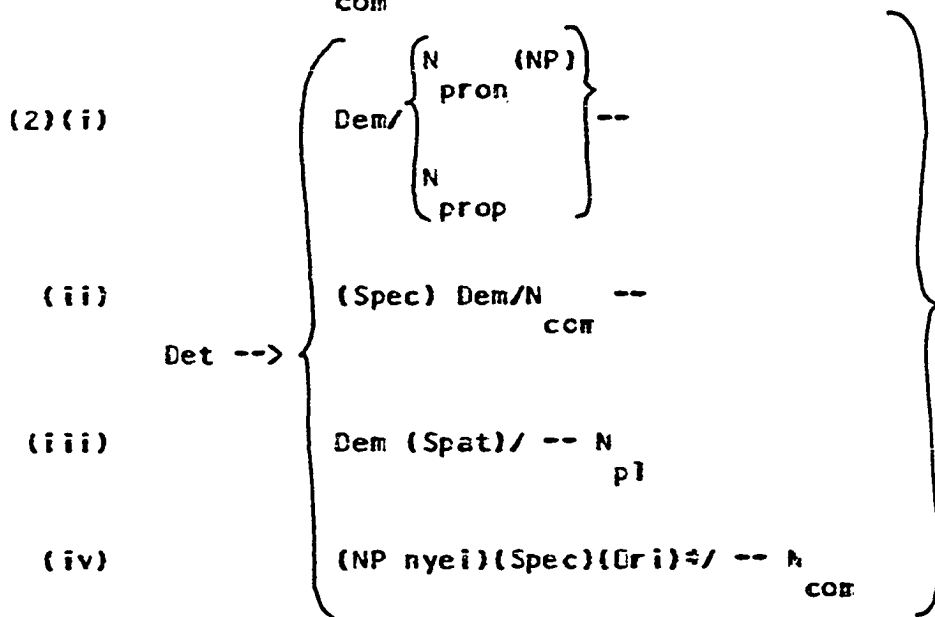 com
N (NP)
pron
(2)(i) Dem/ --
N
prop
(ii) (Spec) Dem/N --
com
Det -->
(iii) Dem (Spat)/ -- N
pl
(iv) (NP nyei)(Spec)(Ori)*/ -- N
com